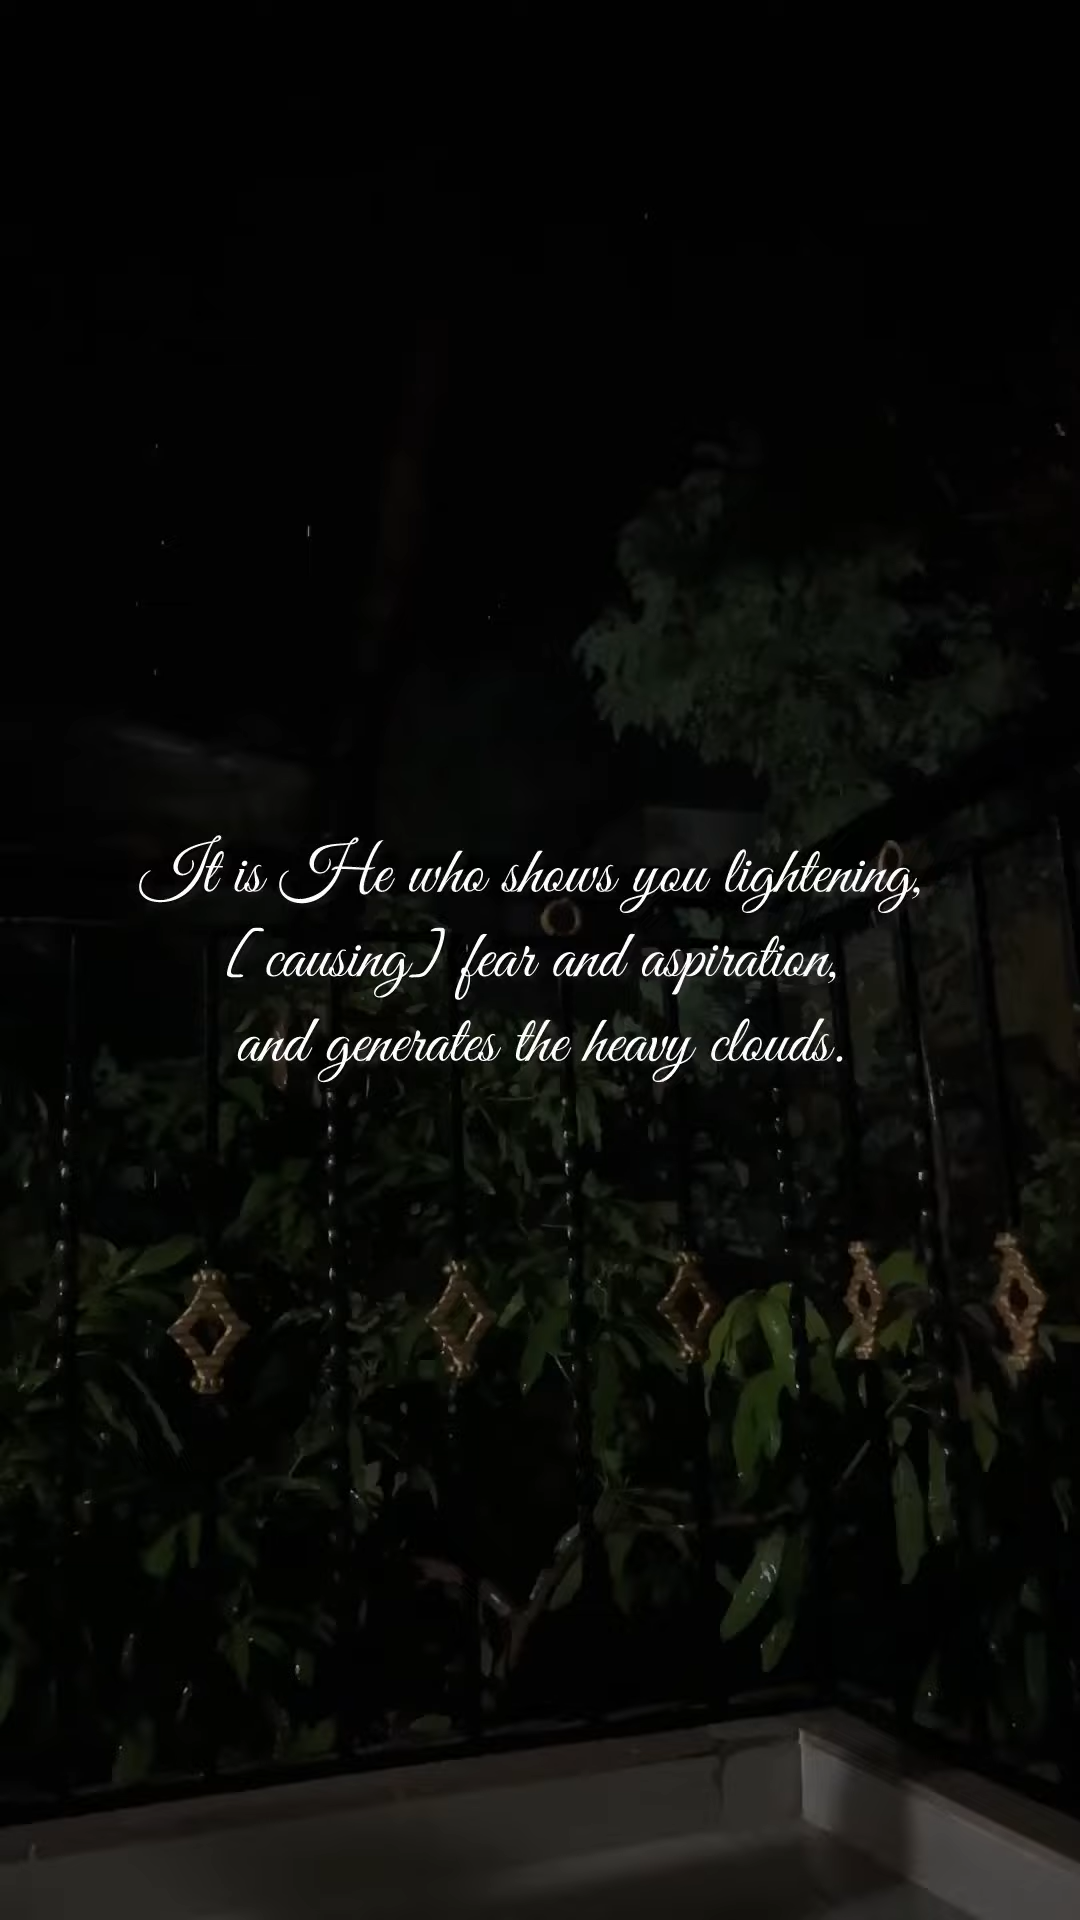 It is He who shows you lightening,
[ causing] fear and aspiration,
and generates the heavy clouds.